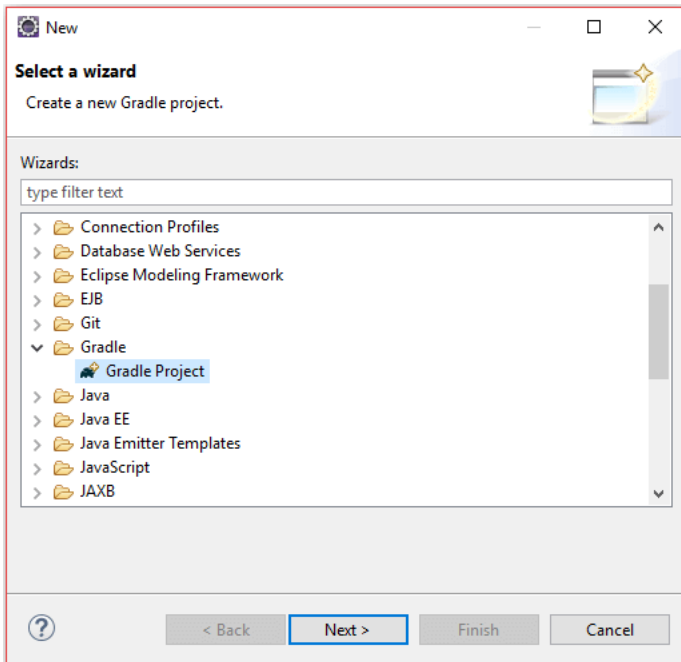 New
Select a wizard
Create a new Gradle project.
Wizards:
type filter text
Connection Profiles
Database Web Services
Eclipse Modeling Framework
EJB
Git
Gradle
Gradle Project
Java
Java EE
Java Emitter Templates
JavaScript
JAXB
?
< Back Next > Finish Cancel